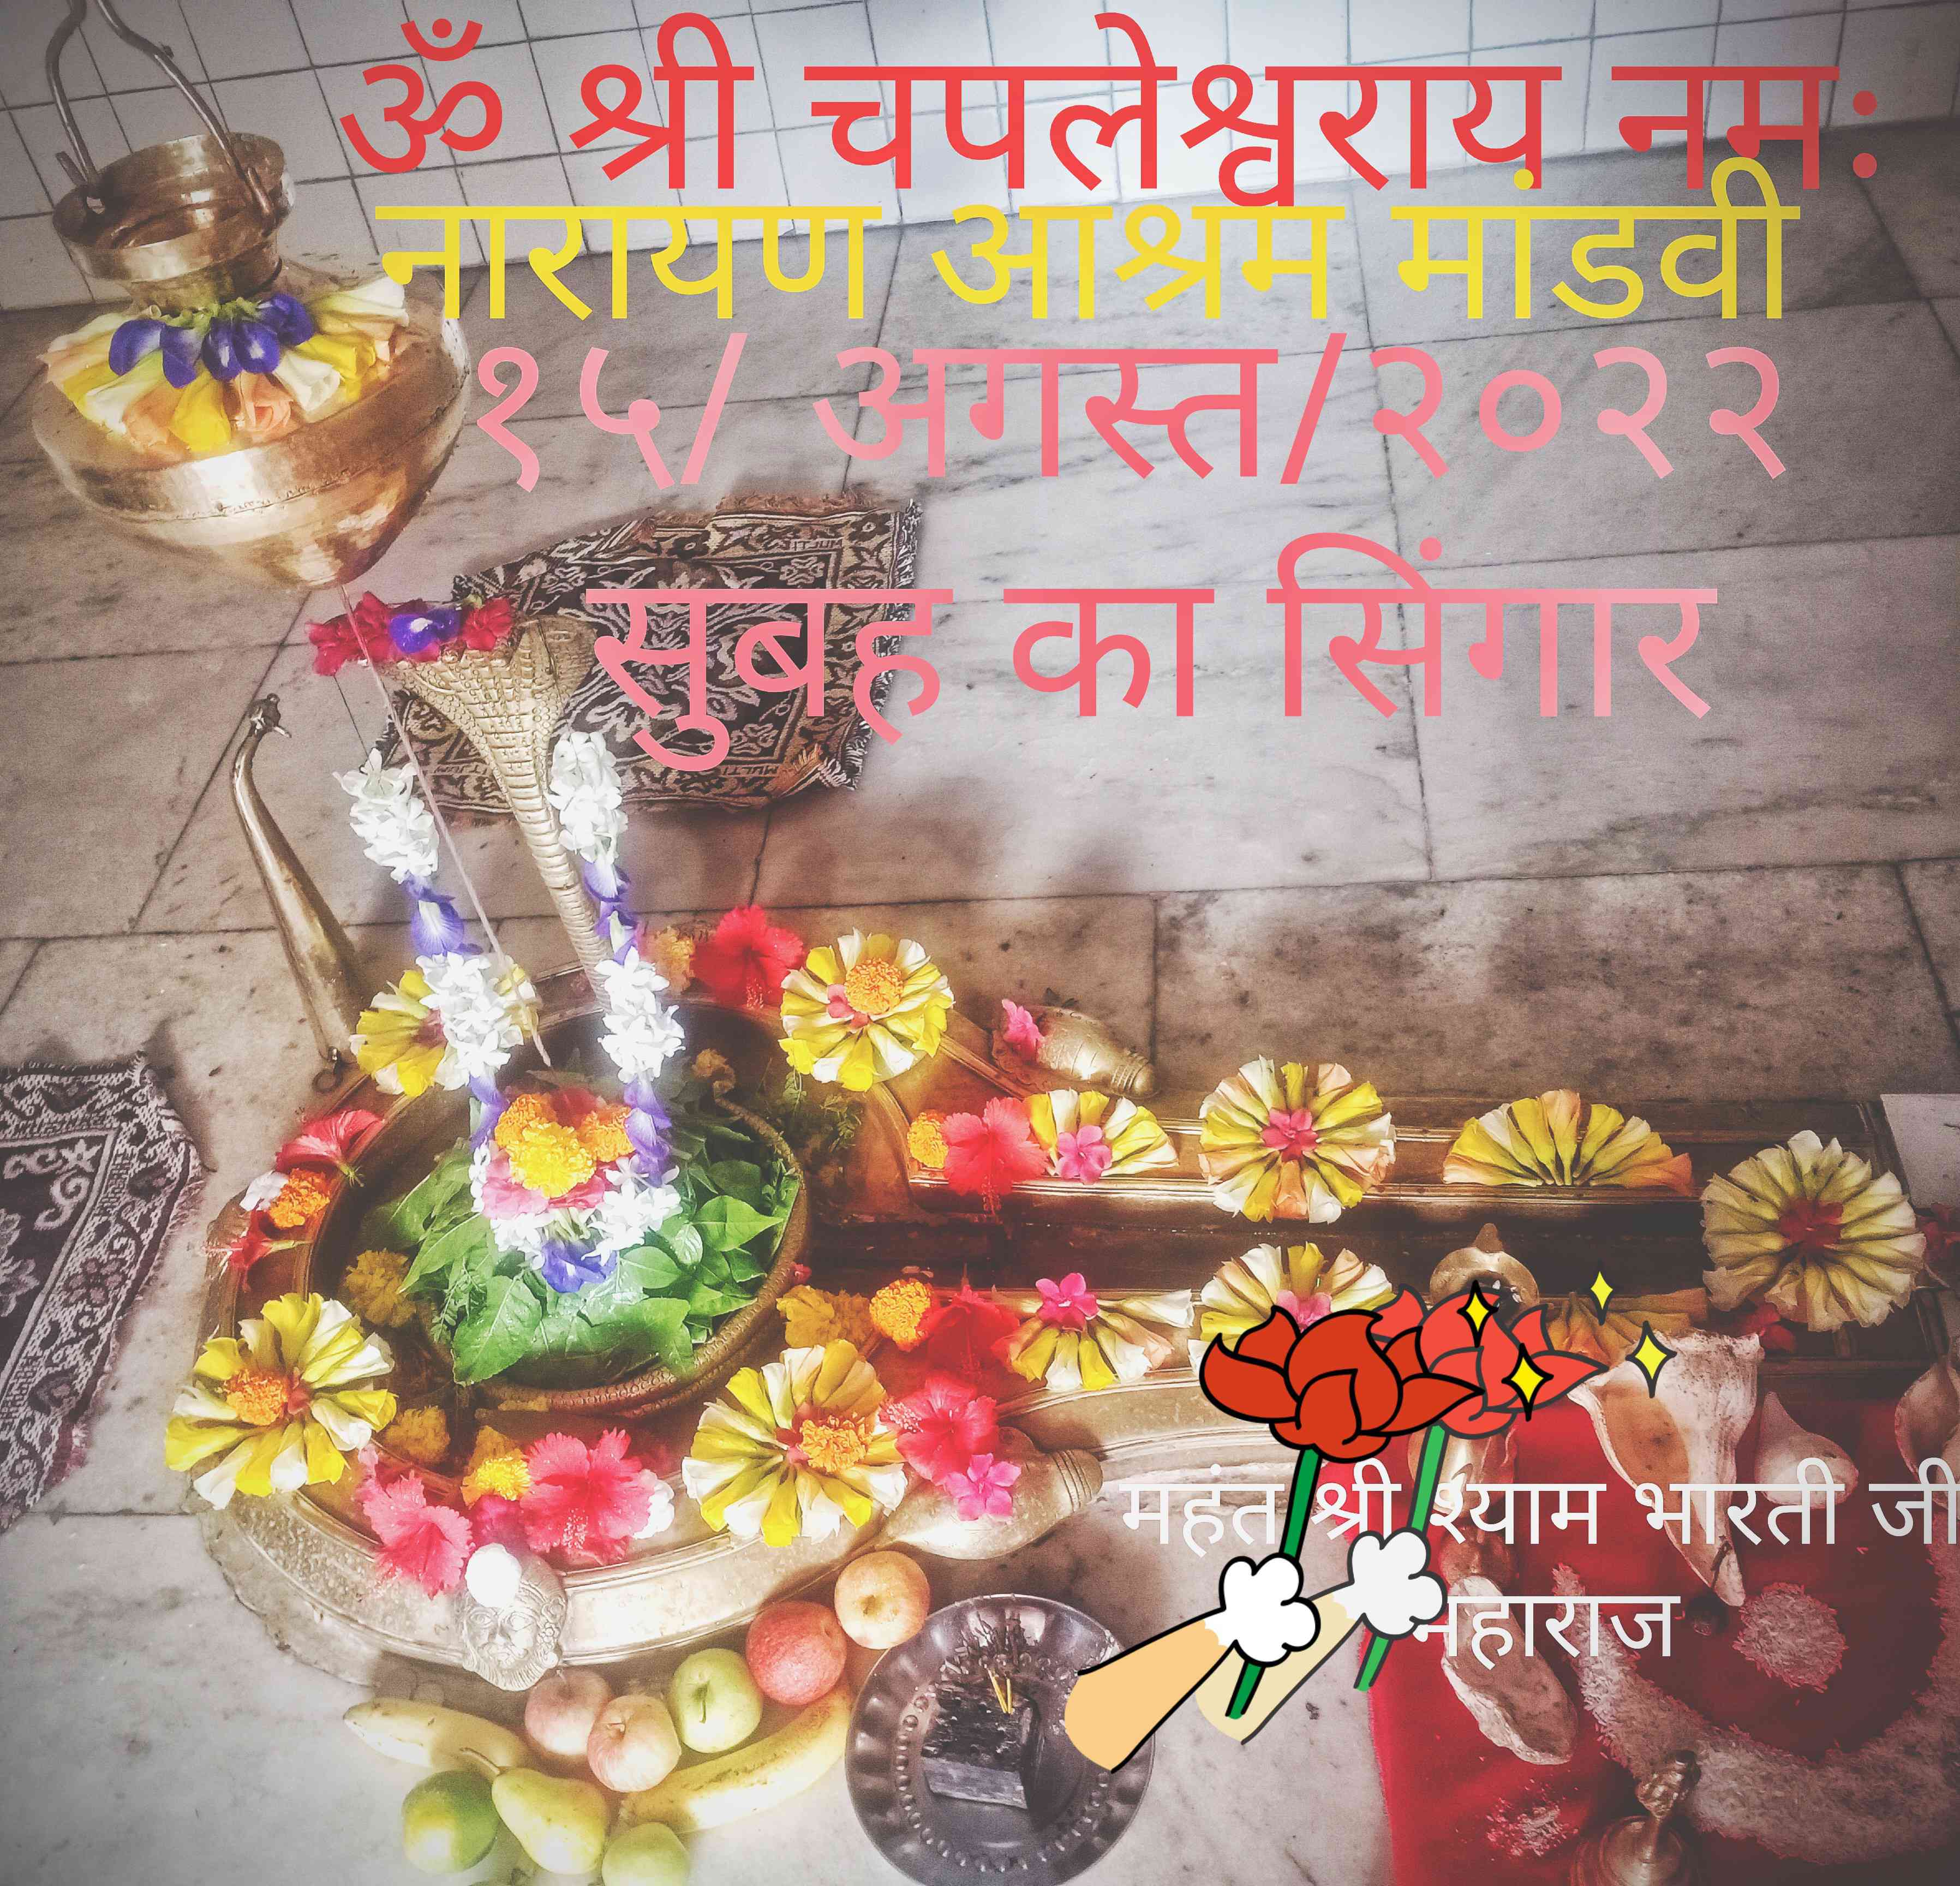 ॐ श्री चपलेश्वराय नमः
नारायण आश्रम मांडवी
१५/ अगस्त/२०२२
सुबह का सिंगार
महंत श्री श्याम भारती जी
महाराज